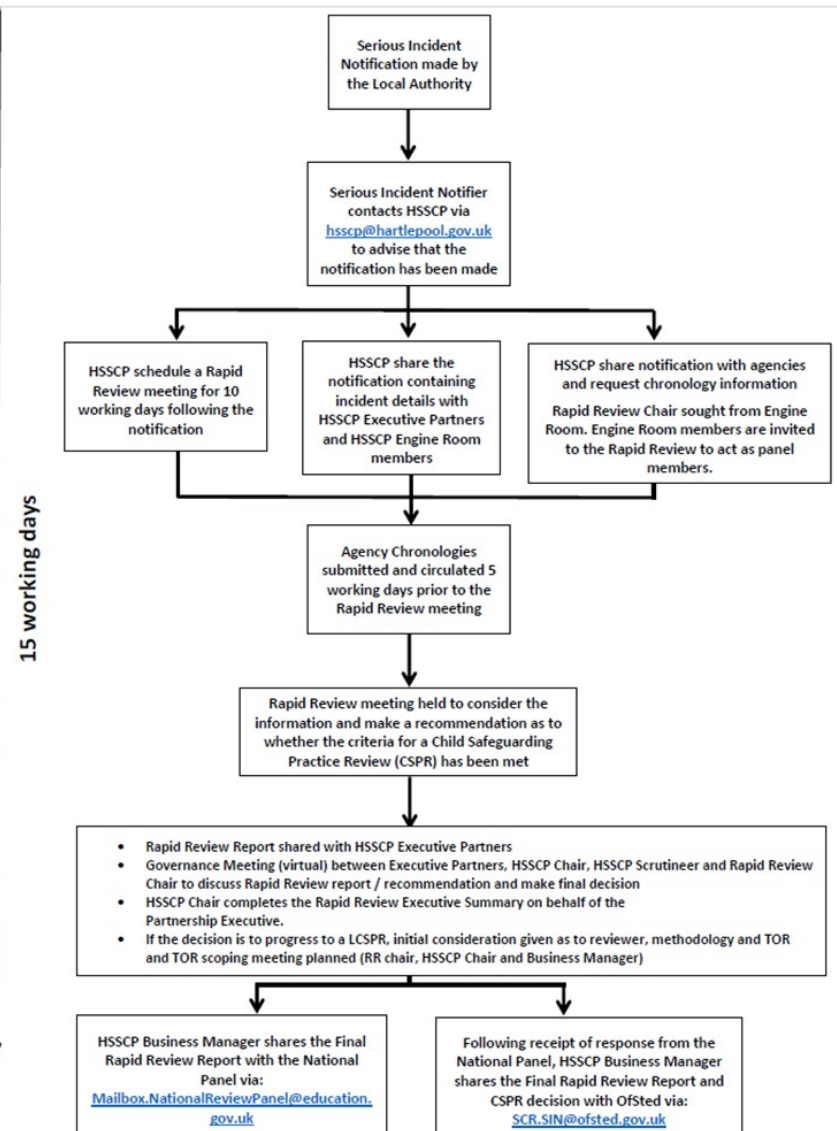 Serious Incident
Notification made by
the Local Authority
Serious Incident Notifier
contacts HSSCP via
hsscp@hartlepool.gov.uk
to advise that the
notification has been made
HSSCP schedule a Rapid
Review meeting for 10
working days following the
notification
HSSCP share the
notification containing
incident details with
HSSCP Executive Partners
and HSSCP Engine Room
members
HSSCP share notification with agencies
and request chronology information
Rapid Review Chair sought from Engine
Room. Engine Room members are invited
to the Rapid Review to act as panel
members.
15 working days
Agency Chronologies
submitted and circulated 5
working days prior to the
Rapid Review meeting
Rapid Review meeting held to consider the
information and make a recommendation as to
whether the criteria for a Child Safeguarding
Practice Review (CSPR) has been met
• Rapid Review Report shared with HSSCP Executive Partners
• Governance Meeting (virtual) between Executive Partners, HSSCP Chair, HSSCP Scrutineer and Rapid Review
Chair to discuss Rapid Review report / recommendation and make final decision
• HSSCP Chair completes the Rapid Review Executive Summary on behalf of the
Partnership Executive.
• If the decision is to progress to a LCSPR, initial consideration given as to reviewer, methodology and TOR
and TOR scoping meeting planned (RR chair, HSSCP Chair and Business Manager)
HSSCP Business Manager shares the Final
Rapid Review Report with the National
Panel via:
Mailbox.NationalReviewPanel@education.
gov.uk
Following receipt of response from the
National Panel, HSSCP Business Manager
shares the Final Rapid Review Report and
CSPR decision with OfSted via:
SCR.SIN@ofsted.gov.uk